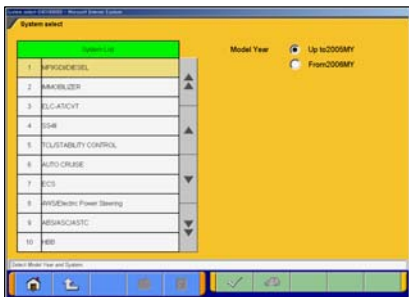 System select
System List
Model Year
Up to2005MY
From2006MY
1 MPI/GDI/DIESEL
2 IMMOBILIZER
3 ELC-AT/CVT
4 SS4II
5 TCL/STABILITY CONTROL
6 AUTO CRUISE
7 ECS
8 4WS/Electric Power Steering
9 ABS/ASC/ASTC
10 HBB
Select Model Year and System.